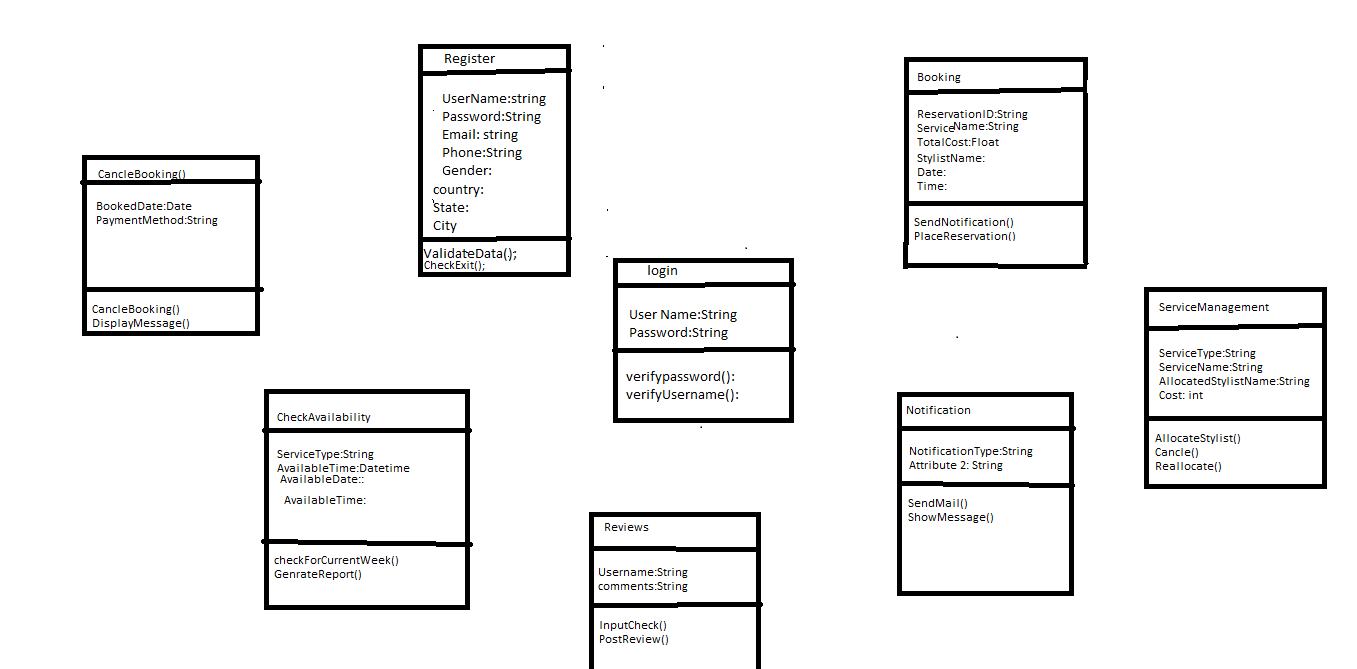 Register
UserName:string
Password:String
Email: string
Phone:String
Gender:
country:
State:
City
ValidateData();
CheckExit();
Booking
ReservationID:String
ServiceName:String
TotalCost:Float
StylistName:
Date:
Time:
SendNotification()
PlaceReservation()
CancleBooking()
BookedDate:Date
PaymentMethod:String
CancleBooking()
DisplayMessage()
login
User Name:String
Password:String
verifypassword():
verifyUsername():
ServiceManagement
ServiceType:String
ServiceName:String
AllocatedStylistName:String
Cost: int
AllocateStylist()
Cancle()
Reallocate()
CheckAvailability
ServiceType:String
AvailableTime:Datetime
AvailableDate::
AvailableTime:
checkForCurrentWeek()
GenrateReport()
Notification
NotificationType:String
Attribute 2: String
SendMail()
ShowMessage()
Reviews
Username:String
comments:String
InputCheck()
PostReview()